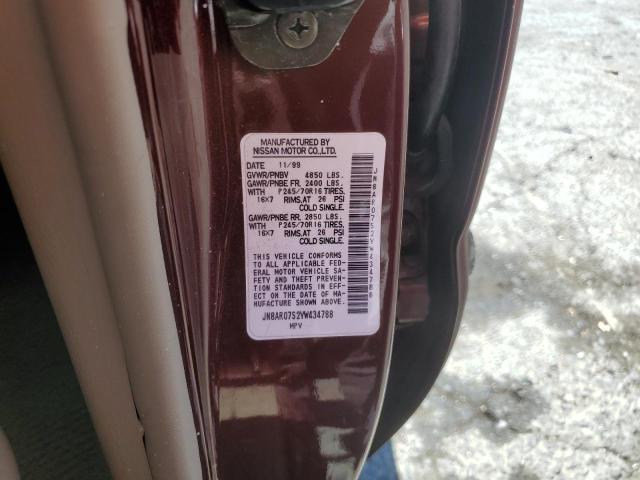 MANUFACTURED BY
NISSAN MOTOR CO.,LTD.
DATE 11/99
GVWR/PNBV 4850 LBS.
GAWR/PNBE FR. 2400 LBS.
WITH P245/70R16 TIRES,
16X7 RIMS,AT 26 PSI
COLD SINGLE.
GAWR/PNBE RR. 2850 LBS.
WITH P245/70R16 TIRES,
16X7 RIMS,AT 26 PSI
COLD SINGLE.
THIS VEHICLE CONFORMS
TO ALL APPLICABLE FED-
ERAL MOTOR VEHICLE SA-
FETY AND THEFT PREVEN-
TION STANDARDS IN EFF-
ECT ON THE DATE OF MA-
NUFACTURE SHOWN ABOVE.
JN8AR07S2YW434788
MPV
JN8AR07S2YW434788